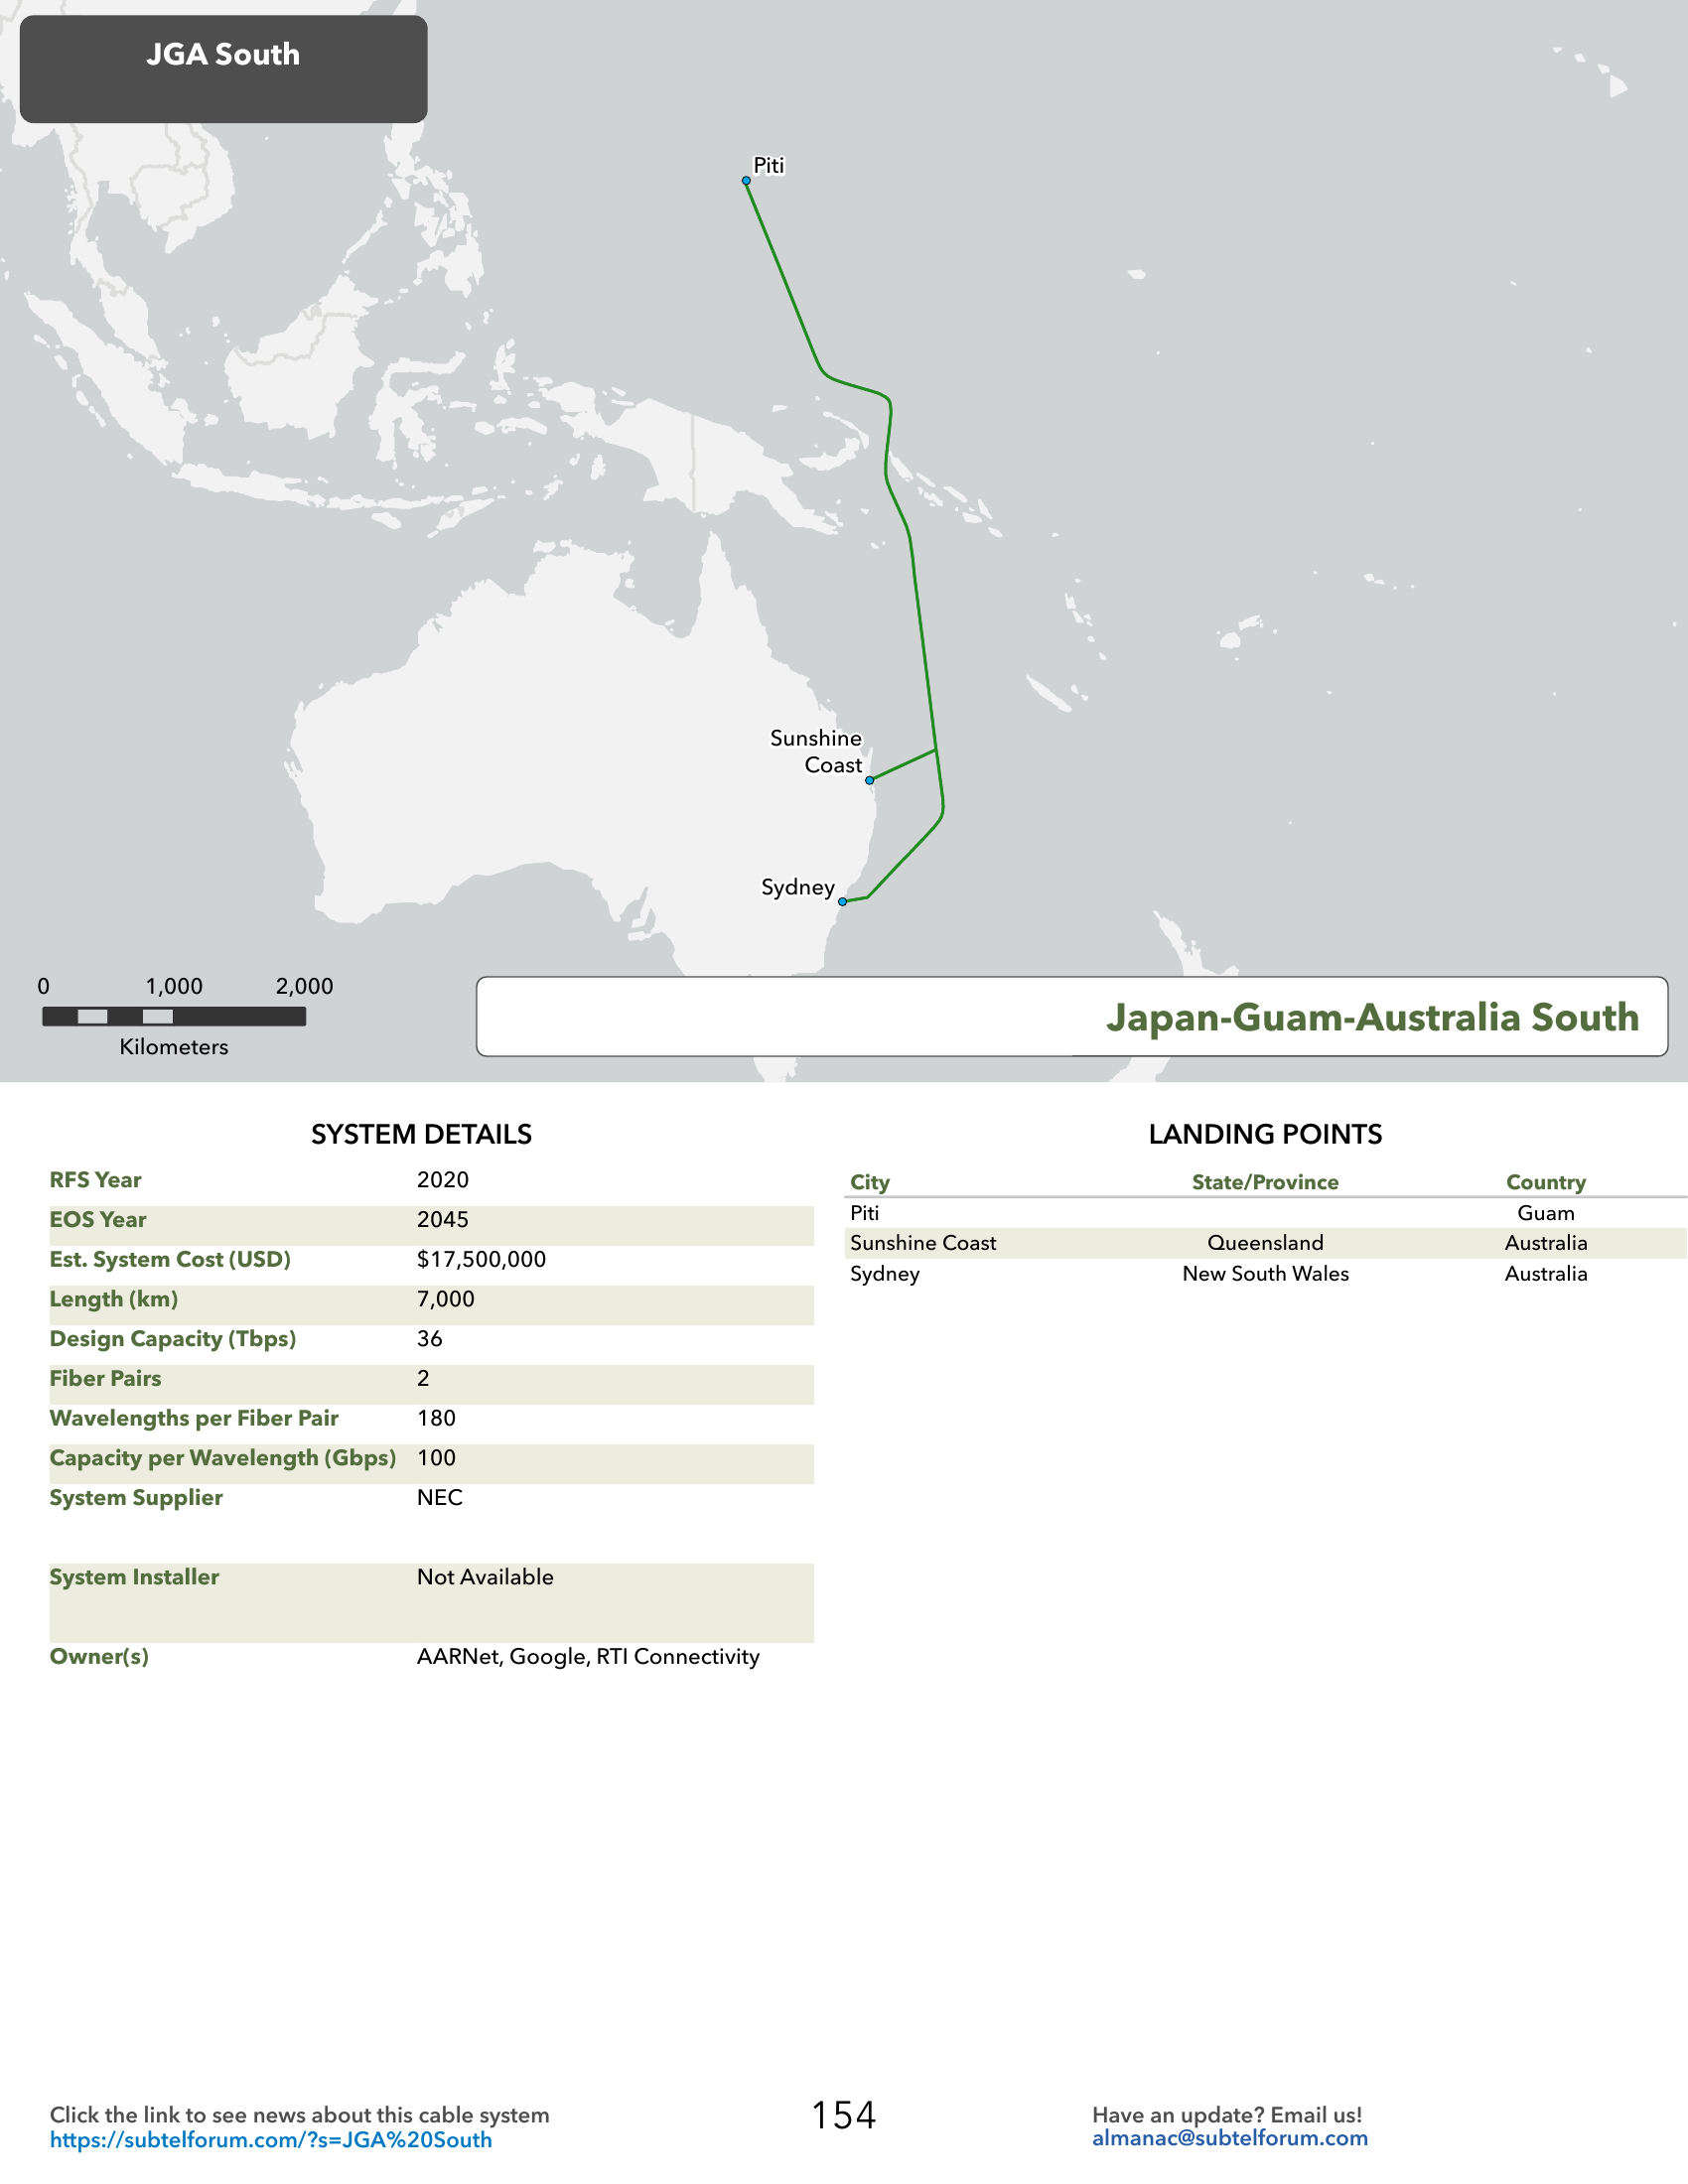 JGA South
Piti
Sunshine
Coast
Sydney
0 1,000 2,000
Kilometers
Japan-Guam-Australia South
SYSTEM DETAILS
RFS Year 2020
EOS Year 2045
Est. System Cost (USD) $17,500,000
Length (km) 7,000
Design Capacity (Tbps) 36
Fiber Pairs 2
Wavelengths per Fiber Pair 180
Capacity per Wavelength (Gbps) 100
System Supplier NEC
System Installer Not Available
Owner(s) AARNet, Google, RTI Connectivity
LANDING POINTS
City State/Province Country
Piti Guam
Sunshine Coast Queensland Australia
Sydney New South Wales Australia
Click the link to see news about this cable system
https://subtelforum.com/?s=JGA%20South
154
Have an update? Email us!
almanac@subtelforum.com